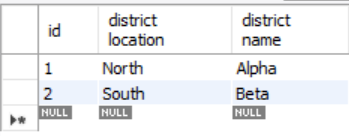 id district location district name
1 North Alpha
2 South Beta
NULL NULL NULL